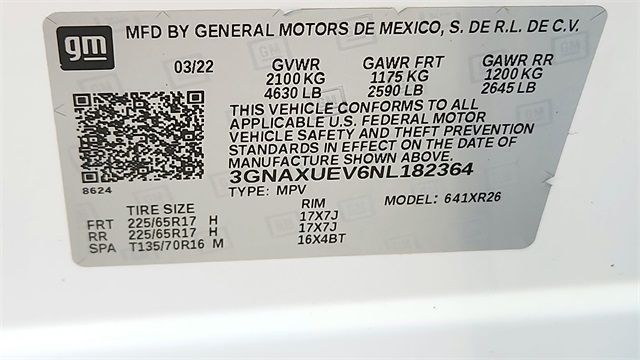 gm
MFD BY GENERAL MOTORS DE MEXICO, S. DE R.L. DE C.V.
03/22 GVWR GAWR FRT GAWR RR
2100 KG 1175 KG 1200 KG
4630 LB 2590 LB 2645 LB
THIS VEHICLE CONFORMS TO ALL
APPLICABLE U.S. FEDERAL MOTOR
VEHICLE SAFETY AND THEFT PREVENTION
STANDARDS IN EFFECT ON THE DATE OF
MANUFACTURE SHOWN ABOVE.
8624
3GNAXUEV6NL182364
TYPE: MPV MODEL: 641XR26
TIRE SIZE RIM
FRT 225/65R17 H 17X7J
RR 225/65R17 H 17X7J
SPA T135/70R16 M 16X4BT